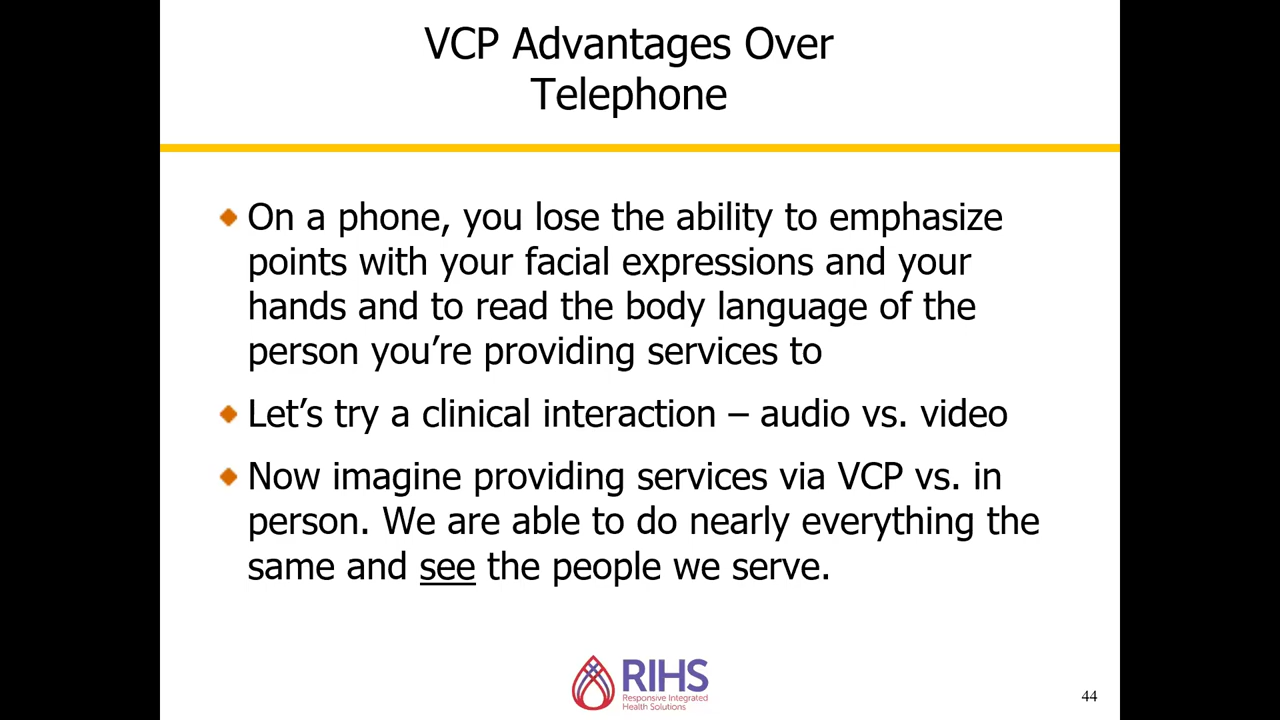 VCP Advantages Over
Telephone
On a phone, you lose the ability to emphasize
points with your facial expressions and your
hands and to read the body language of the
person you’re providing services to
Let’s try a clinical interaction – audio vs. video
Now imagine providing services via VCP vs. in
person. We are able to do nearly everything the
same and see the people we serve.
RIHS
Responsive Integrated
Health Solutions
44